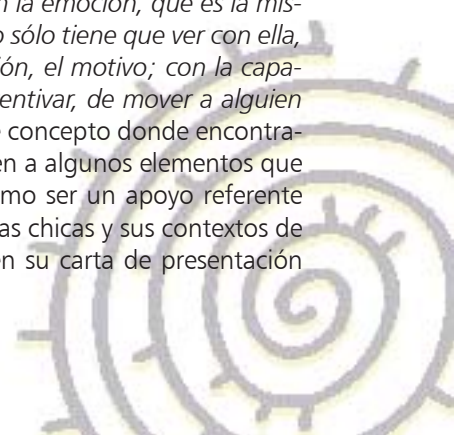 n la emoción, que es la mis-
o sólo tiene que ver con ella,
ión, el motivo; con la capa-
entivar, de mover a alguien
concepto donde encontra-
en a algunos elementos que
mo ser un apoyo referente
as chicas y sus contextos de
en su carta de presentación